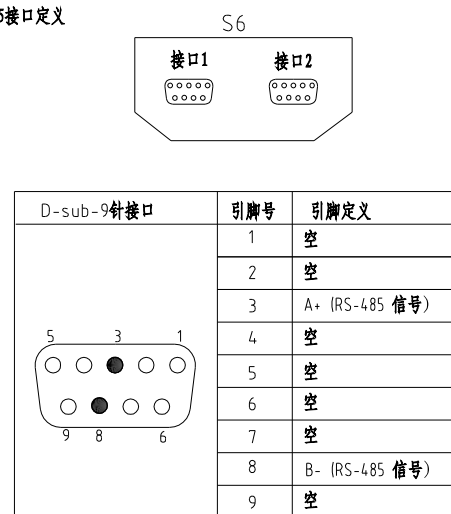 5接口定义
S6
接口1 接口2
D-sub-9针接口 引脚号 引脚定义
1 空
2 空
3 A+ (RS-485 信号)
4 空
5 空
6 空
7 空
8 B- (RS-485 信号)
9 空
5 3 1
9 8 6